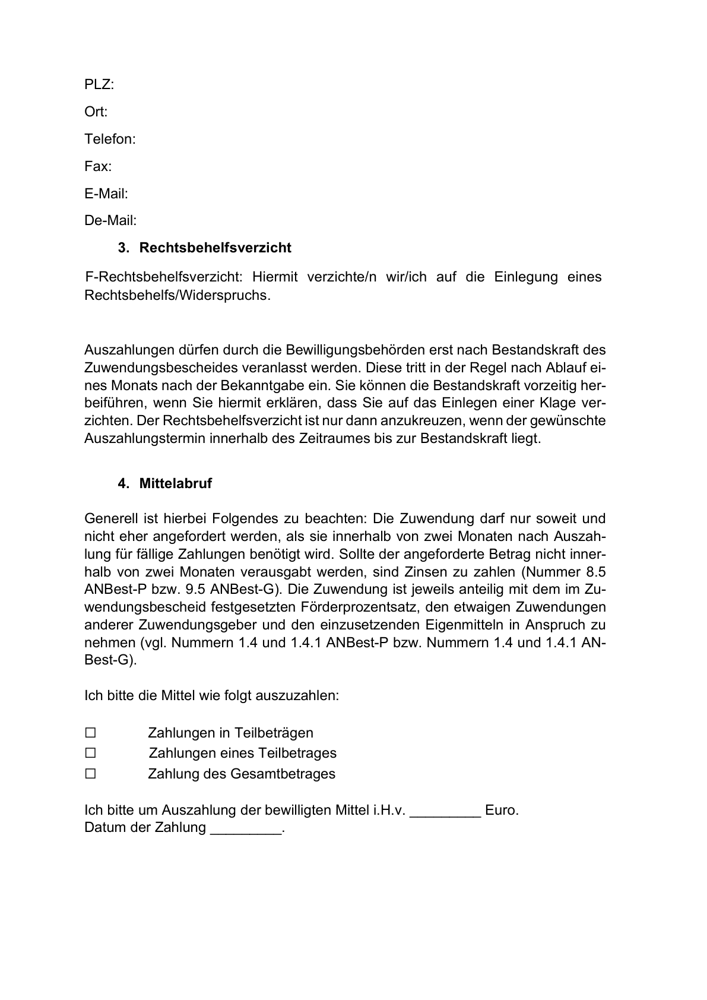 PLZ:
Ort:
Telefon:
Fax:
E-Mail:
De-Mail:
3. Rechtsbehelfsverzicht
F-Rechtsbehelfsverzicht: Hiermit verzichte/n wir/ich auf die Einlegung eines
Rechtsbehelfs/Widerspruchs.
Auszahlungen dürfen durch die Bewilligungsbehörden erst nach Bestandskraft des
Zuwendungsbescheides veranlasst werden. Diese tritt in der Regel nach Ablauf ei-
nes Monats nach der Bekanntgabe ein. Sie können die Bestandskraft vorzeitig her-
beiführen, wenn Sie hiermit erklären, dass Sie auf das Einlegen einer Klage ver-
zichten. Der Rechtsbehelfsverzicht ist nur dann anzukreuzen, wenn der gewünschte
Auszahlungstermin innerhalb des Zeitraumes bis zur Bestandskraft liegt.
4. Mittelabruf
Generell ist hierbei Folgendes zu beachten: Die Zuwendung darf nur soweit und
nicht eher angefordert werden, als sie innerhalb von zwei Monaten nach Auszah-
lung für fällige Zahlungen benötigt wird. Sollte der angeforderte Betrag nicht inner-
halb von zwei Monaten verausgabt werden, sind Zinsen zu zahlen (Nummer 8.5
ANBest-P bzw. 9.5 ANBest-G). Die Zuwendung ist jeweils anteilig mit dem im Zu-
wendungsbescheid festgesetzten Förderprozentsatz, den etwaigen Zuwendungen
anderer Zuwendungsgeber und den einzusetzenden Eigenmitteln in Anspruch zu
nehmen (vgl. Nummern 1.4 und 1.4.1 ANBest-P bzw. Nummern 1.4 und 1.4.1 AN-
Best-G).
Ich bitte die Mittel wie folgt auszuzahlen:
☐ Zahlungen in Teilbeträgen
☐ Zahlungen eines Teilbetrages
☐ Zahlung des Gesamtbetrages
Ich bitte um Auszahlung der bewilligten Mittel i.H.v. _________ Euro.
Datum der Zahlung _________.